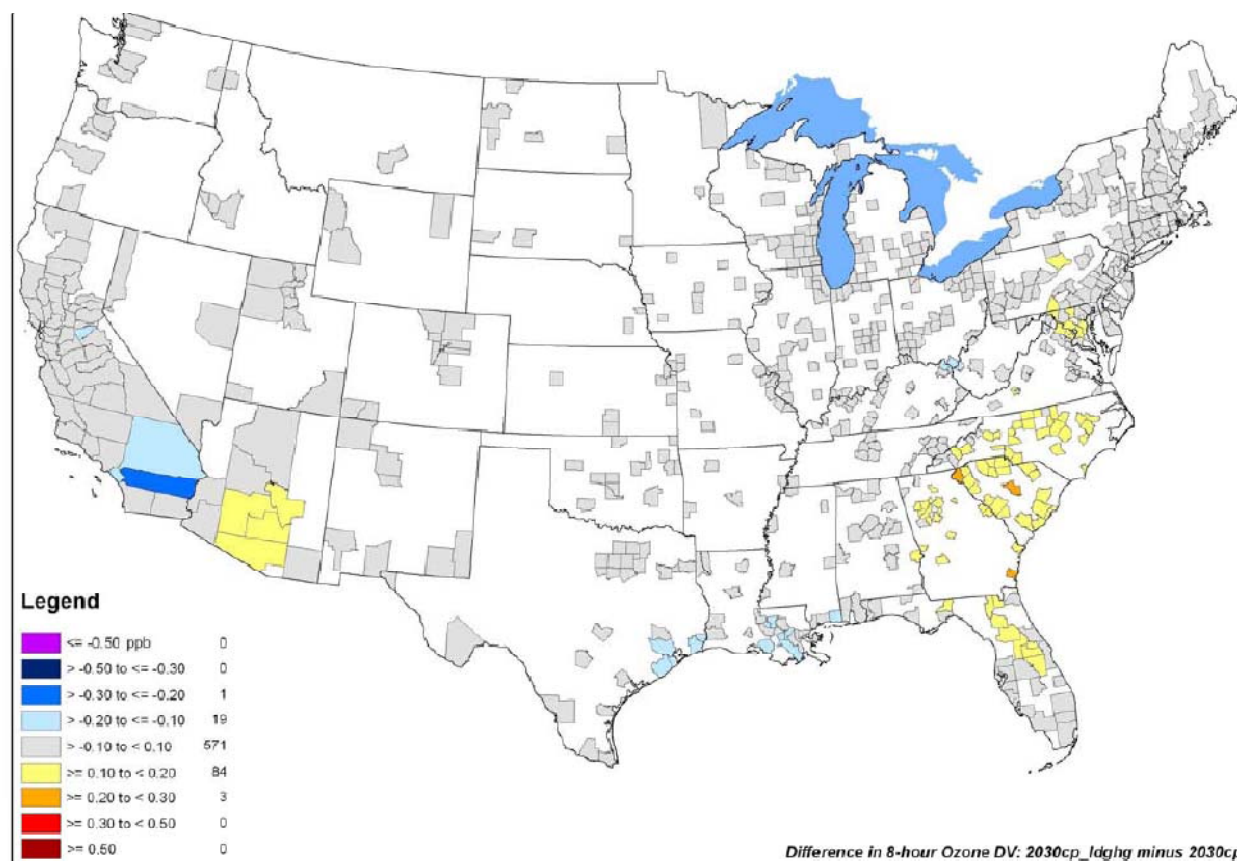 Legend
<= -0.50 ppb 0
> -0.50 to <= -0.30 0
> -0.30 to <= -0.20 1
> -0.20 to <= -0.10 19
> -0.10 to < 0.10 571
>= 0.10 to < 0.20 84
>= 0.20 to < 0.30 3
>= 0.30 to < 0.50 0
>= 0.50 0
Difference in 8-hour Ozone DV: 2030cp_ldghg minus 2030cp